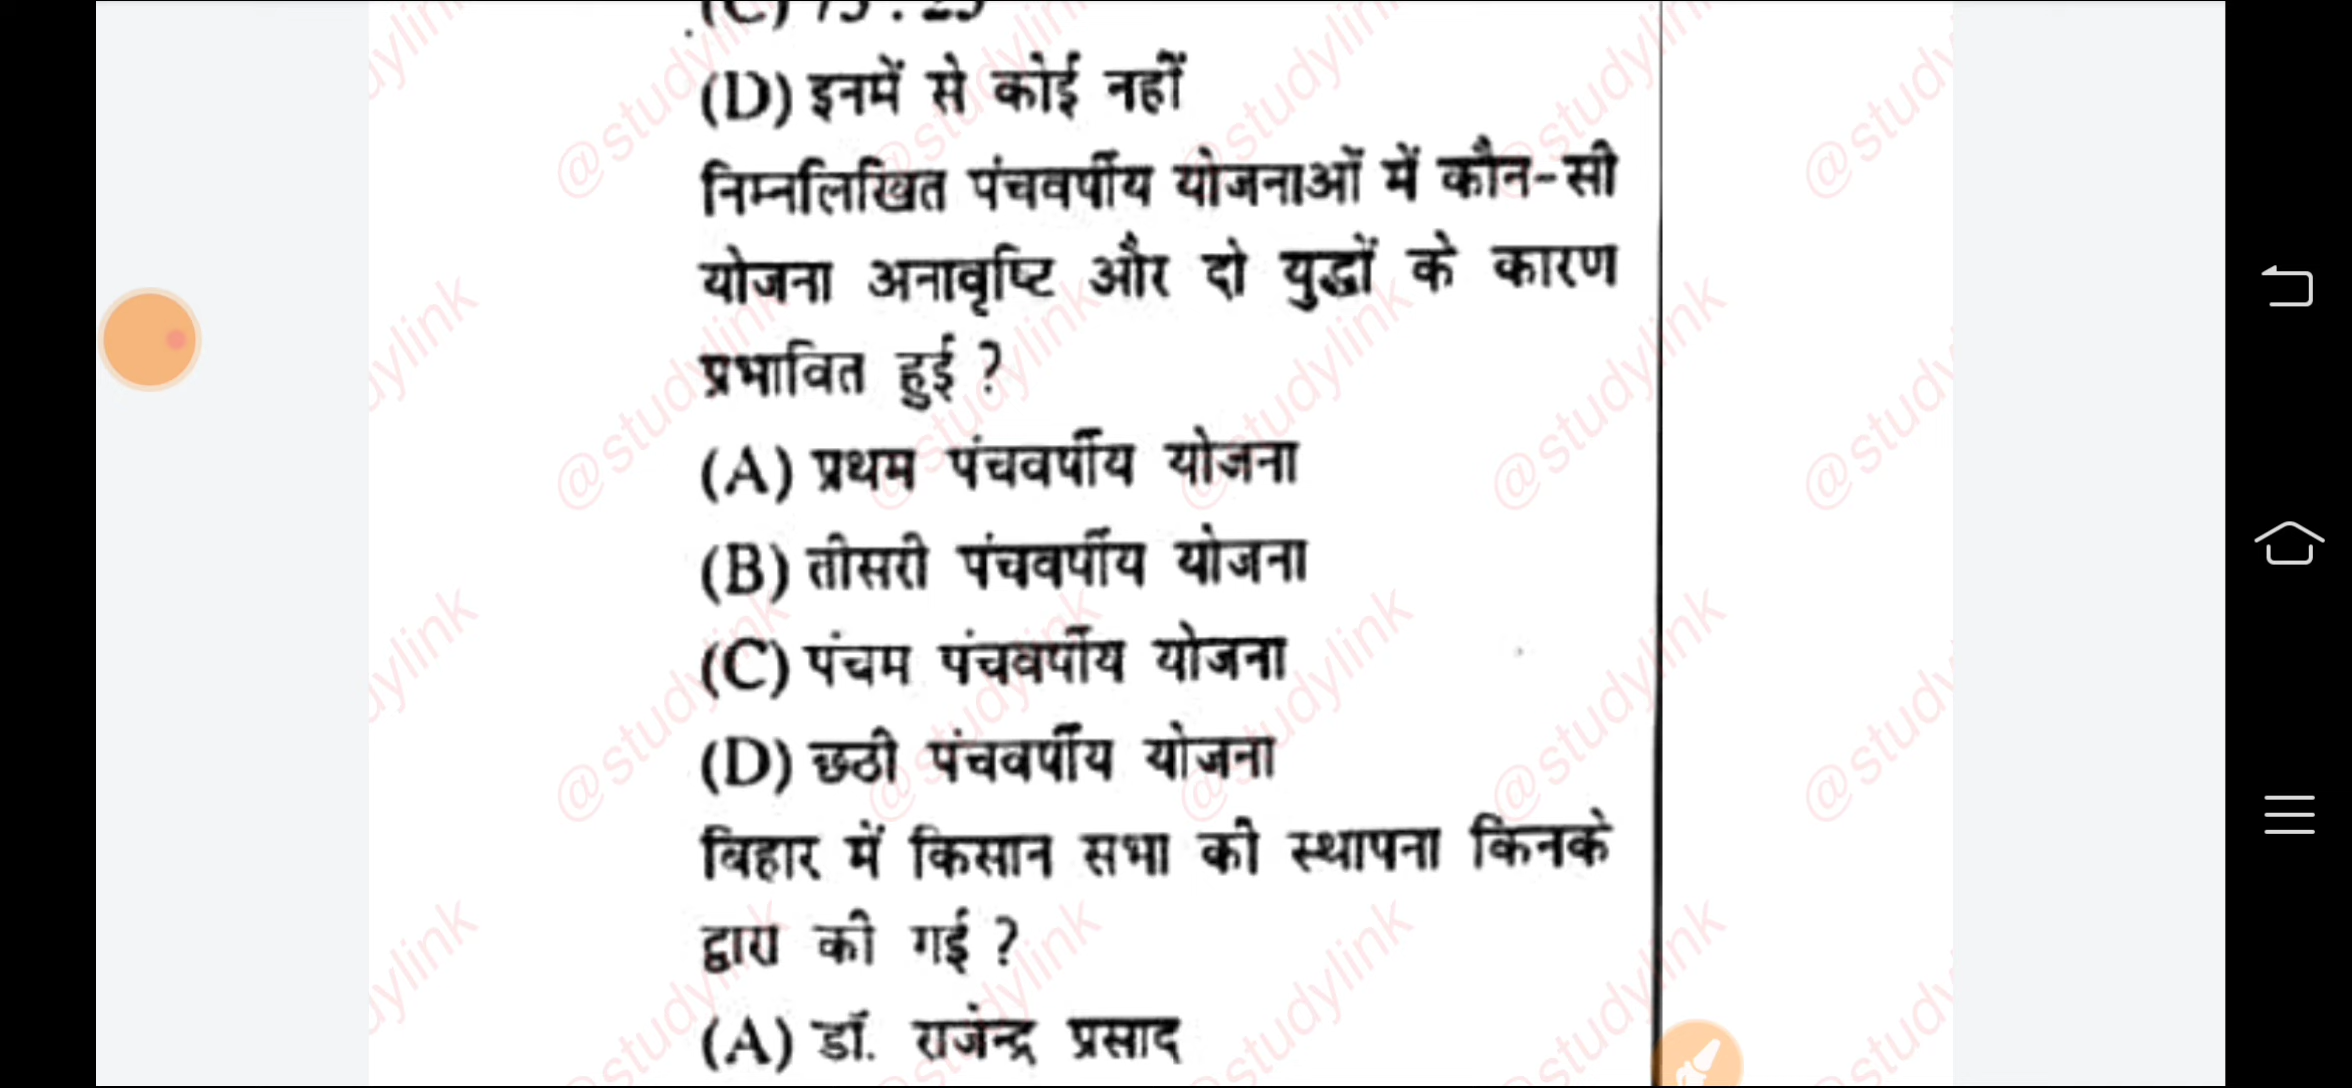 (D) इनमें से कोई नहीं
निम्नलिखित पंचवर्षीय योजनाओं में कौन-सी
योजना अनावृष्टि और दो युद्धों के कारण
प्रभावित हुई ?
(A) प्रथम पंचवर्षीय योजना
(B) तीसरी पंचवर्षीय योजना
(C) पंचम पंचवर्षीय योजना
(D) छठी पंचवर्षीय योजना
बिहार में किसान सभा की स्थापना किनके
द्वारा की गई ?
(A) डॉ. राजेन्द्र प्रसाद
@studylink